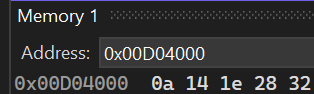 Memory 1
Address: 0x00D04000
0x00D04000 0a 14 1e 28 32